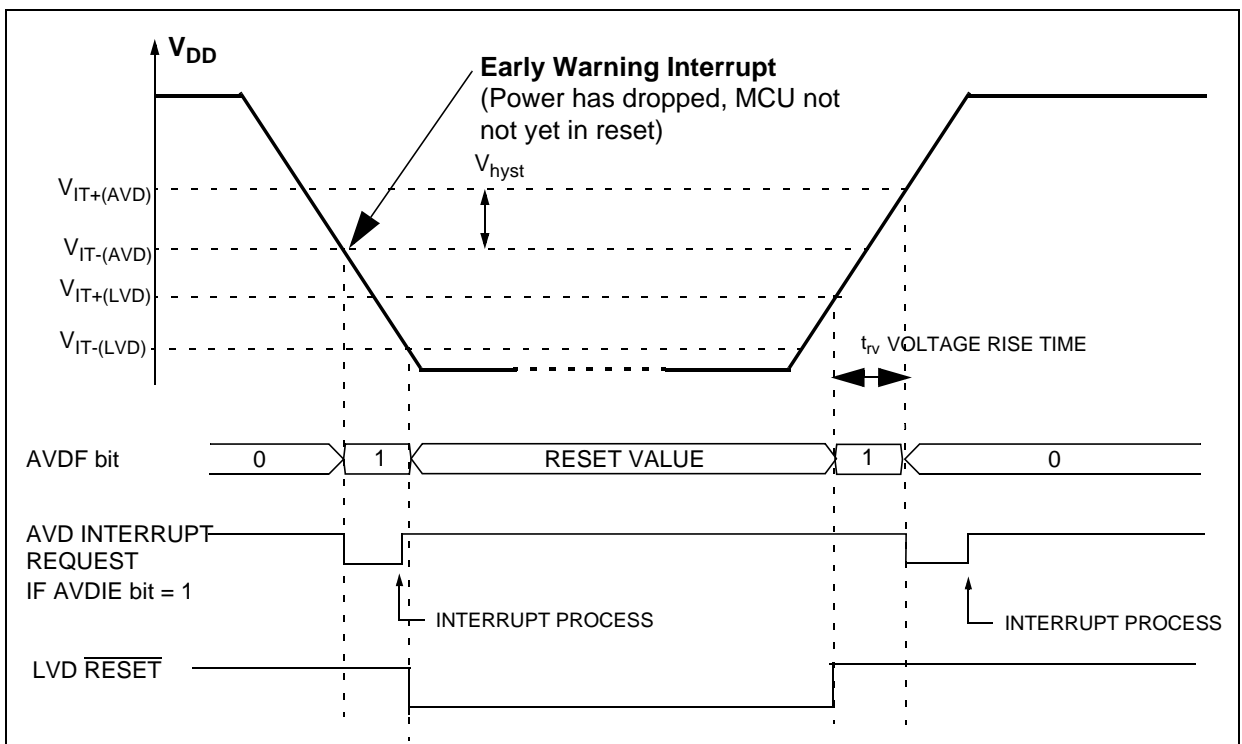 VDD
Early Warning Interrupt
(Power has dropped, MCU not
not yet in reset)
Vhyst
VIT+(AVD)
VIT-(AVD)
VIT+(LVD)
VIT-(LVD)
trv VOLTAGE RISE TIME
AVDF bit 0 1 RESET VALUE 1 0
AVD INTERRUPT
REQUEST
IF AVDIE bit = 1
INTERRUPT PROCESS INTERRUPT PROCESS
LVD RESET